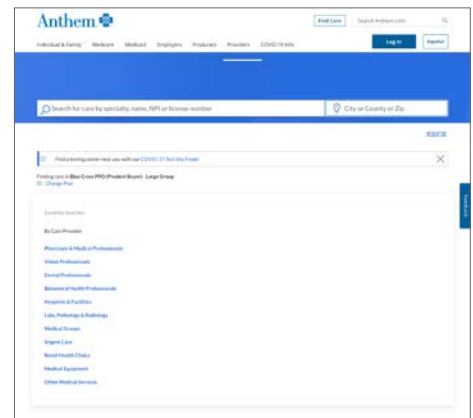 Anthem
Find Care
Search Anthem.com
Individual & Family Medicare Medicaid Employers Producers Providers COVID-19 Info
Log In
Español
Search for care by specialty, name, NPI or license number
City or County or Zip
Find a testing center near you with our COVID-19 Test Site Finder
Finding care in Blue Cross PPO (Prudent Buyer) - Large Group
Change Plan
Feedback
Common Searches
By Care Provider
Physicians & Medical Professionals
Vision Professionals
Dental Professionals
Behavioral Health Professionals
Hospitals & Facilities
Labs, Pathology & Radiology
Medical Groups
Urgent Care
Retail Health Clinics
Medical Equipment
Other Medical Services